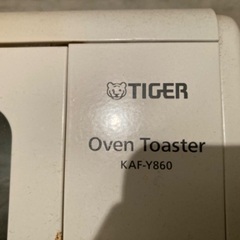 TIGER
Oven Toaster
KAF-Y860